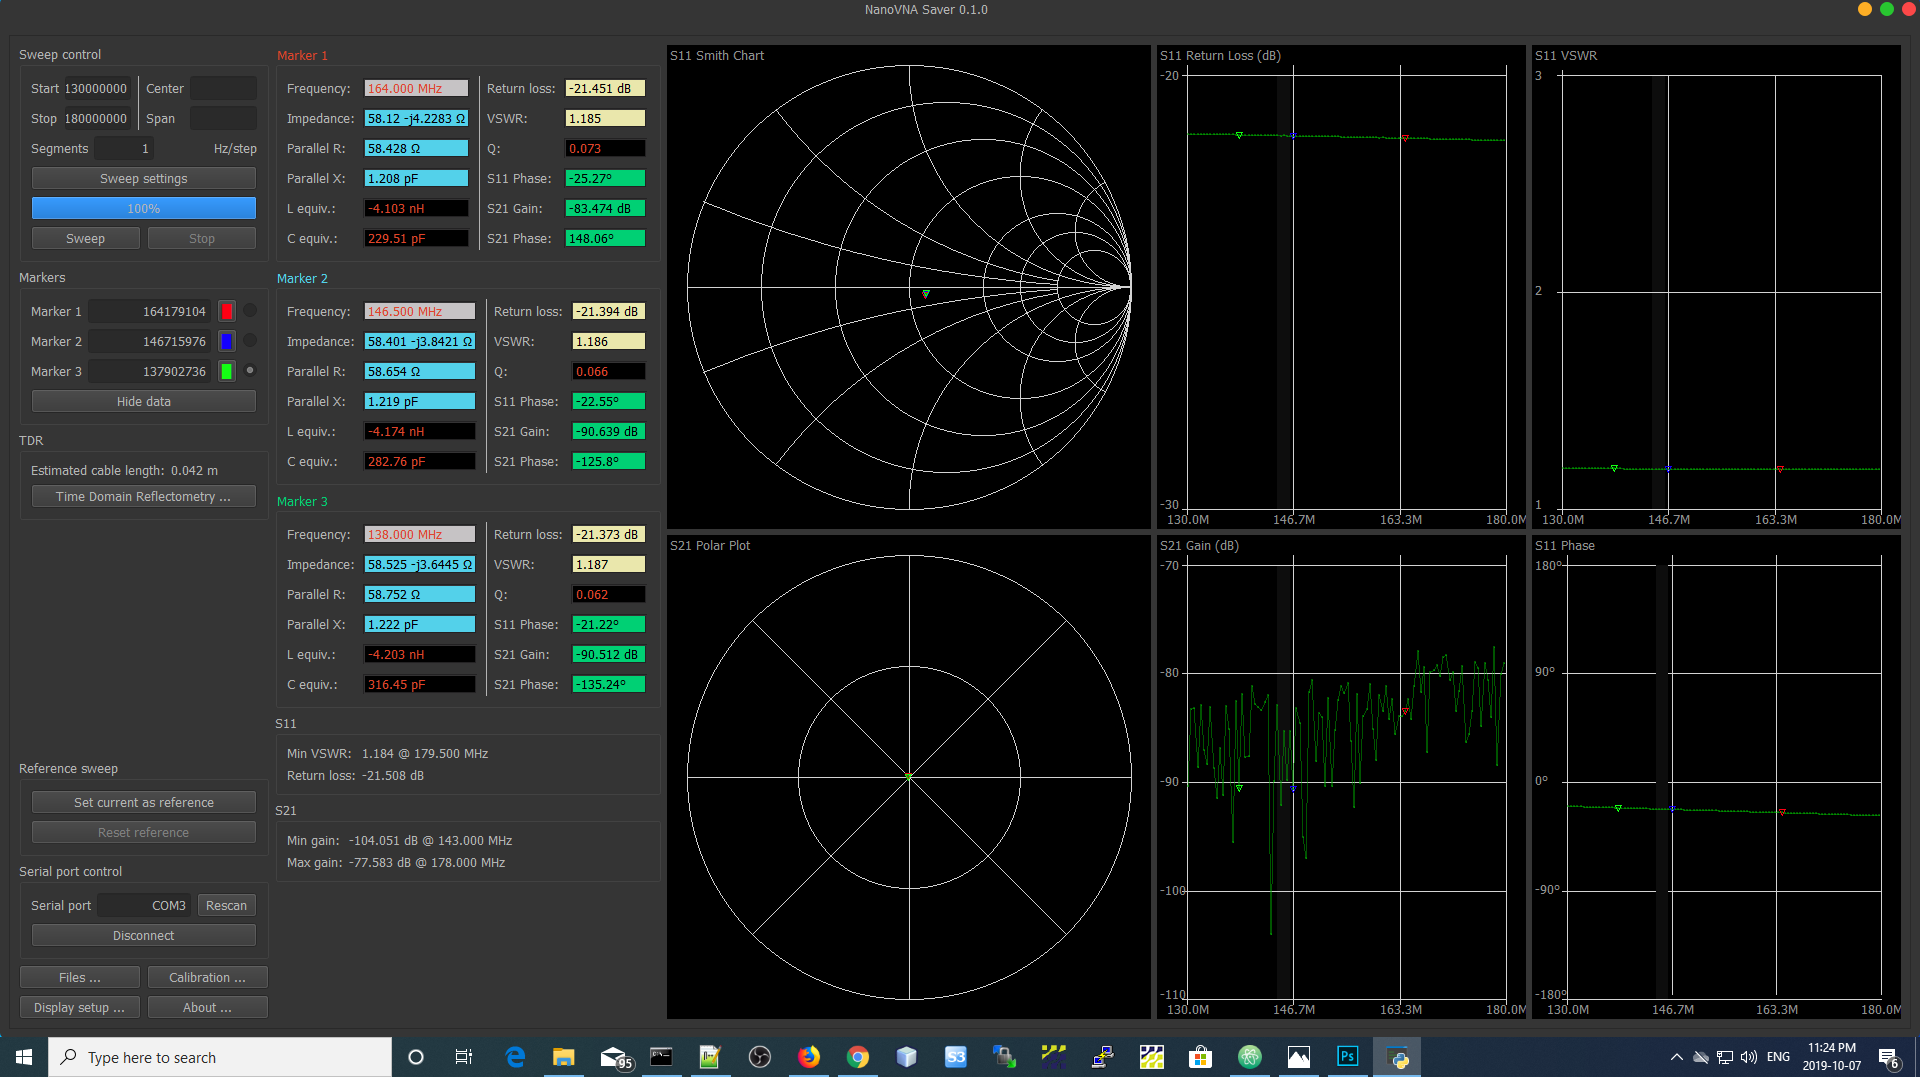 NanoVNA Saver 0.1.0
Sweep control
Start 130000000 Center
Stop 180000000 Span
Segments 1 Hz/step
Sweep settings
100%
Sweep Stop
Markers
Marker 1 164179104
Marker 2 146715976
Marker 3 137902736
Hide data
TDR
Estimated cable length: 0.042 m
Time Domain Reflectometry ...
Reference sweep
Set current as reference
Reset reference
Serial port control
Serial port COM3 Rescan
Disconnect
Files ... Calibration ...
Display setup ... About ...
Marker 1
Frequency: 164.000 MHz Return loss: -21.451 dB
Impedance: 58.12 -j4.2283 Ω VSWR: 1.185
Parallel R: 58.428 Ω Q: 0.073
Parallel X: 1.208 pF S11 Phase: -25.27°
L equiv.: -4.103 nH S21 Gain: -83.474 dB
C equiv.: 229.51 pF S21 Phase: 148.06°
Marker 2
Frequency: 146.500 MHz Return loss: -21.394 dB
Impedance: 58.401 -j3.8421 Ω VSWR: 1.186
Parallel R: 58.654 Ω Q: 0.066
Parallel X: 1.219 pF S11 Phase: -22.55°
L equiv.: -4.174 nH S21 Gain: -90.639 dB
C equiv.: 282.76 pF S21 Phase: -125.8°
Marker 3
Frequency: 138.000 MHz Return loss: -21.373 dB
Impedance: 58.525 -j3.6445 Ω VSWR: 1.187
Parallel R: 58.752 Ω Q: 0.062
Parallel X: 1.222 pF S11 Phase: -21.22°
L equiv.: -4.203 nH S21 Gain: -90.512 dB
C equiv.: 316.45 pF S21 Phase: -135.24°
S11
Min VSWR: 1.184 @ 179.500 MHz
Return loss: -21.508 dB
S21
Min gain: -104.051 dB @ 143.000 MHz
Max gain: -77.583 dB @ 178.000 MHz
S11 Smith Chart
S11 Return Loss (dB)
-20
-30
130.0M 146.7M 163.3M 180.0M
S11 VSWR
3
2
1
130.0M 146.7M 163.3M 180.0M
S21 Polar Plot
S21 Gain (dB)
-70
-80
-90
-100
-110
130.0M 146.7M 163.3M 180.0M
S11 Phase
180°
90°
0°
-90°
-180°
130.0M 146.7M 163.3M 180.0M
Type here to search
95
S3
Ps
ENG
11:24 PM
2019-10-07
6